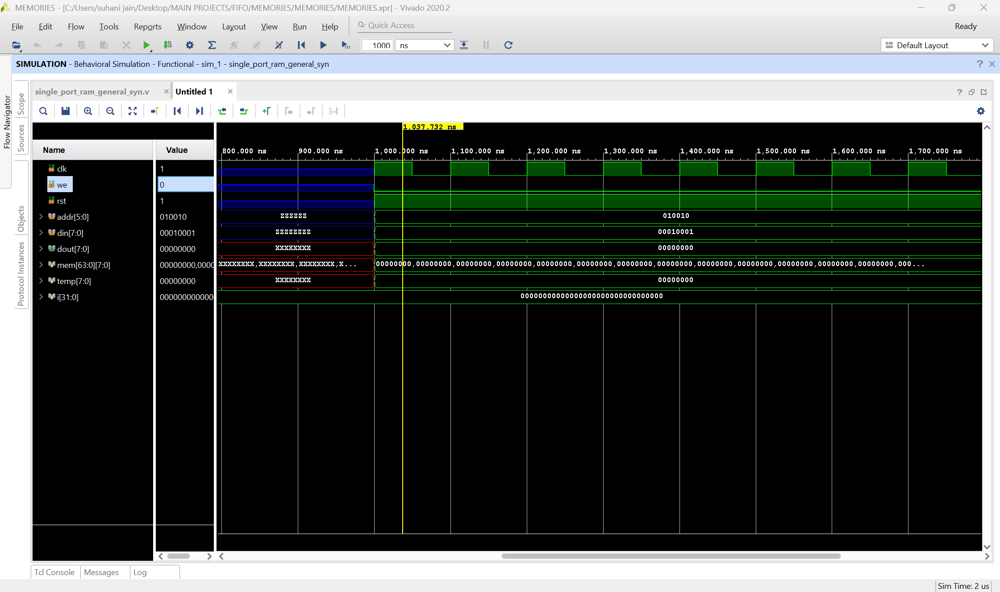 MEMORIES - [C:/Users/suhani jain/Desktop/MAIN PROJECTS/FIFO/MEMORIES/MEMORIES/MEMORIES.xpr] - Vivado 2020.2
File Edit Flow Tools Reports Window Layout View Run Help Quick Access Ready
1000 ns Default Layout
SIMULATION - Behavioral Simulation - Functional - sim_1 - single_port_ram_general_syn
Flow Navigator
Scope
Sources
Objects
Protocol Instances
single_port_ram_general_syn.v Untitled 1
1,037.732 ns
Name Value 800.000 ns 900.000 ns 1,000.000 ns 1,100.000 ns 1,200.000 ns 1,300.000 ns 1,400.000 ns 1,500.000 ns 1,600.000 ns 1,700.000 ns
clk 1
we 0
rst 1
addr[5:0] 010010 ZZZZZZ 010010
din[7:0] 00010001 ZZZZZZZZ 00010001
dout[7:0] 00000000 XXXXXXXX 00000000
mem[63:0][7:0] 00000000,0000 XXXXXXXX,XXXXXXXX,XXXXXXXX,X... 00000000,00000000,00000000,00000000,00000000,00000000,00000000,00000000,00000000,00000000,00000000,00000000,00000000,000...
temp[7:0] 00000000 XXXXXXXX 00000000
i[31:0] 000000000000 00000000000000000000000000000000
Tcl Console Messages Log
Sim Time: 2 us